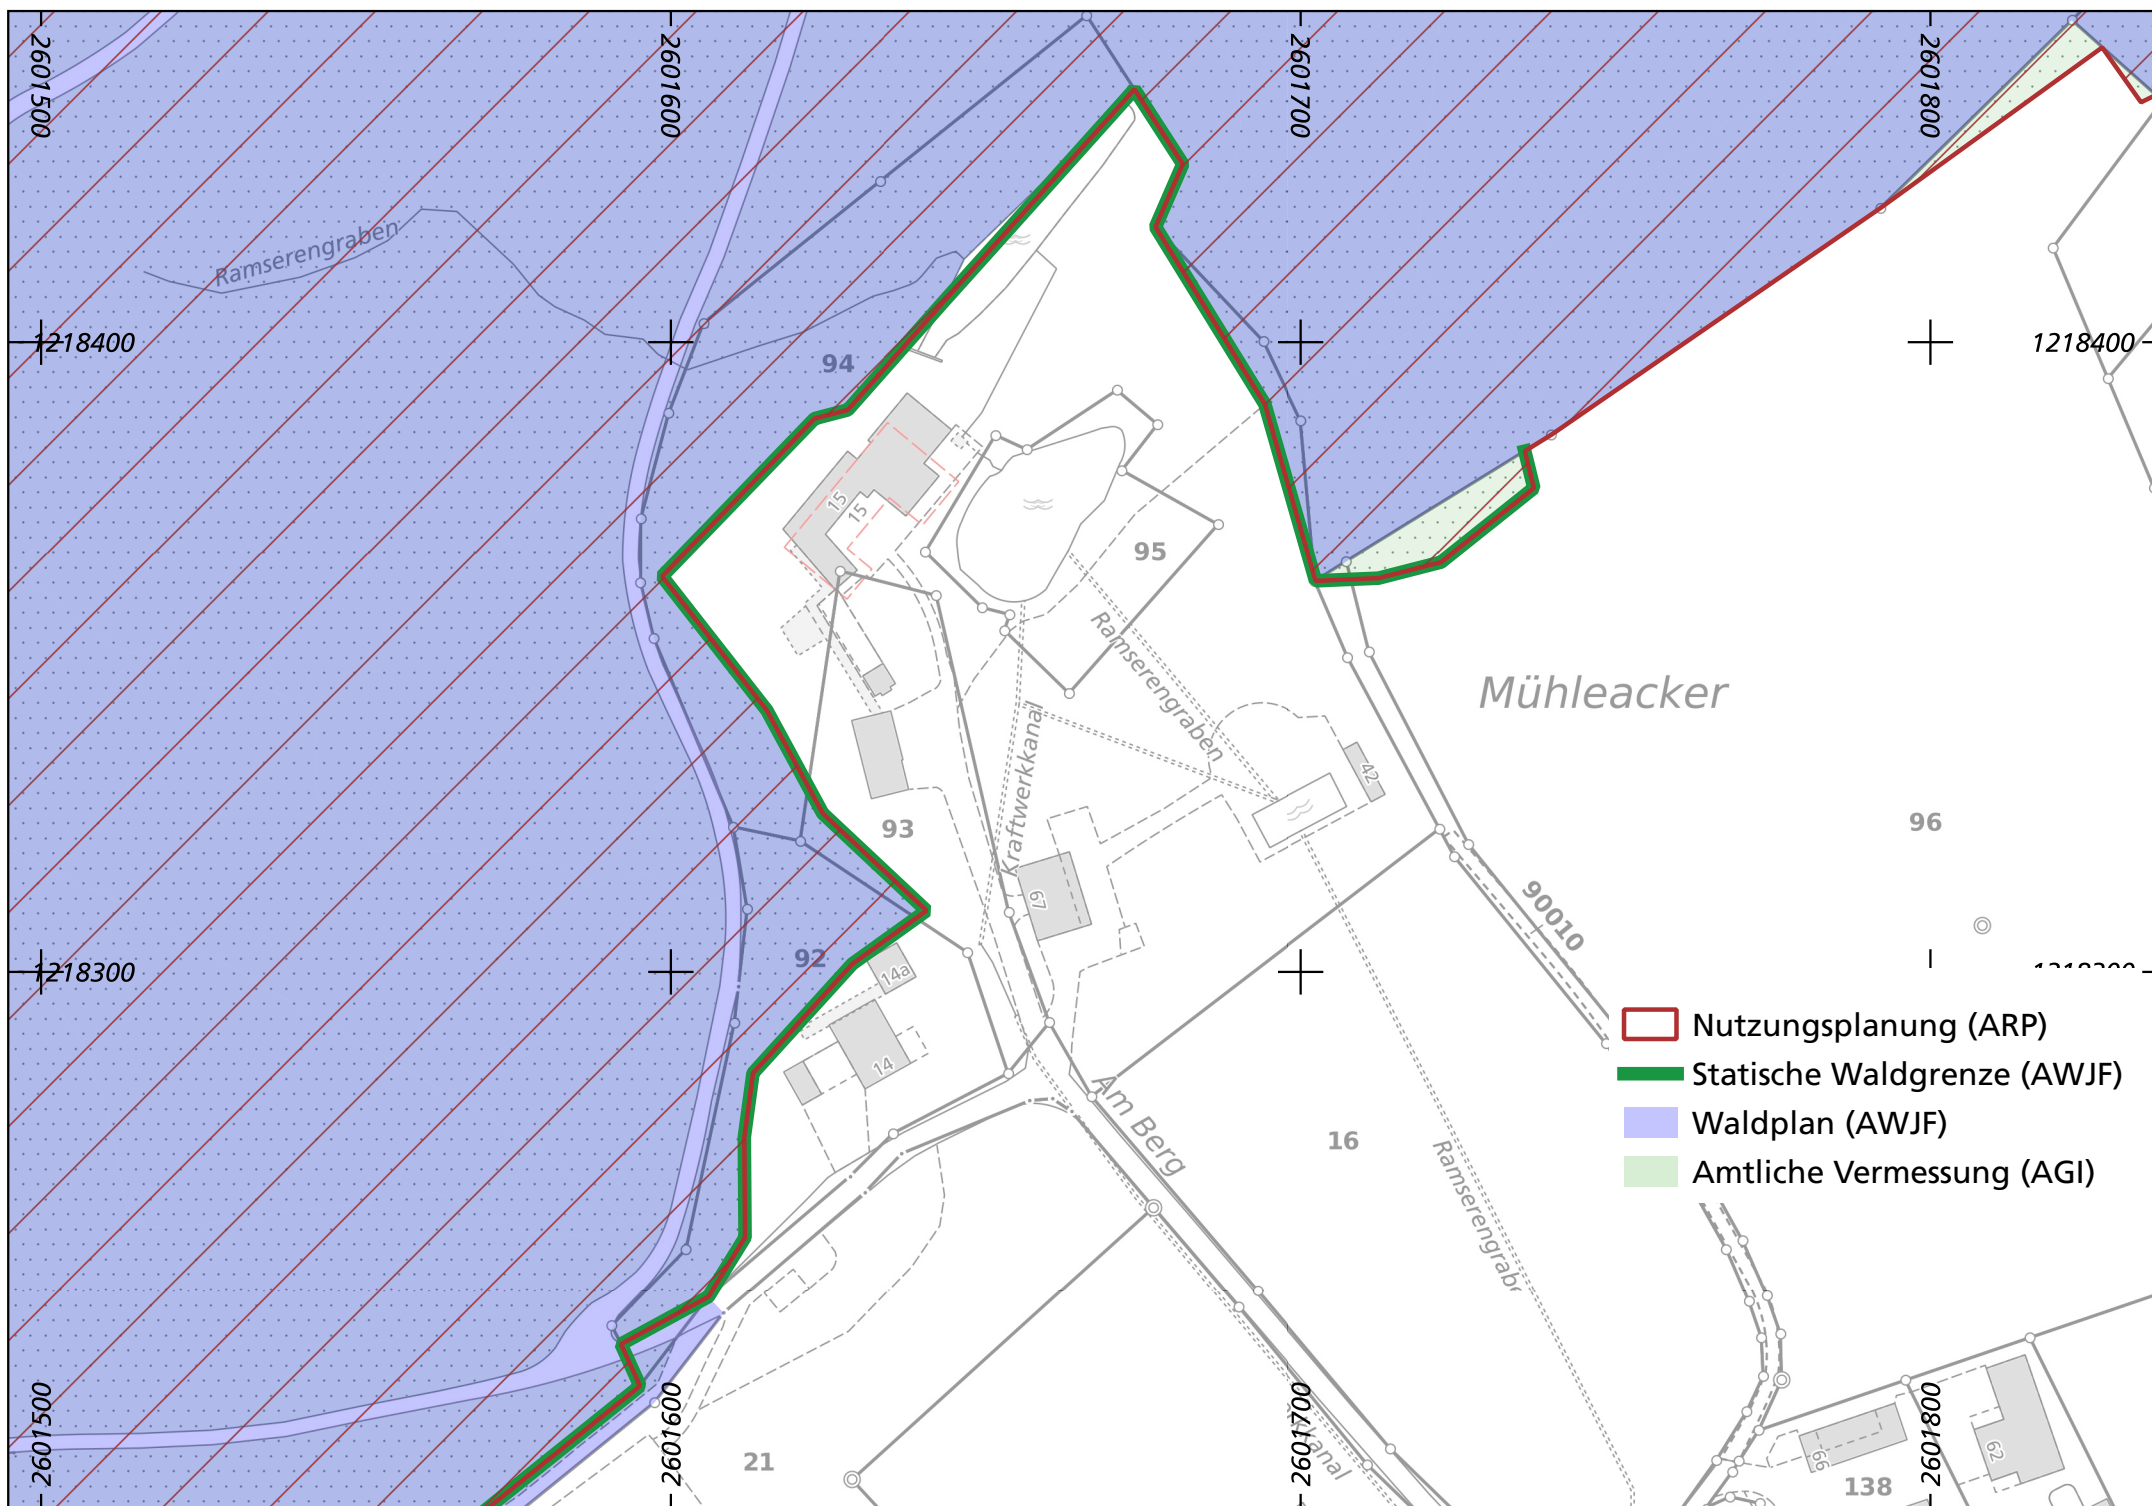 2601500
2601600
2601700
2601800
Ramserengraben
1218400
1218400
94
15
15
95
Ramserengraben
Mühleacker
Kraftwerkkanal
42
93
96
67
90010
92
14a
1218300
14
Am Berg
16
Ramserengrabr
Nutzungsplanung (ARP)
Statische Waldgrenze (AWJF)
Waldplan (AWJF)
Amtliche Vermessung (AGI)
2601500
2601600
2601700
2601800
21
Kanal
66
62
138